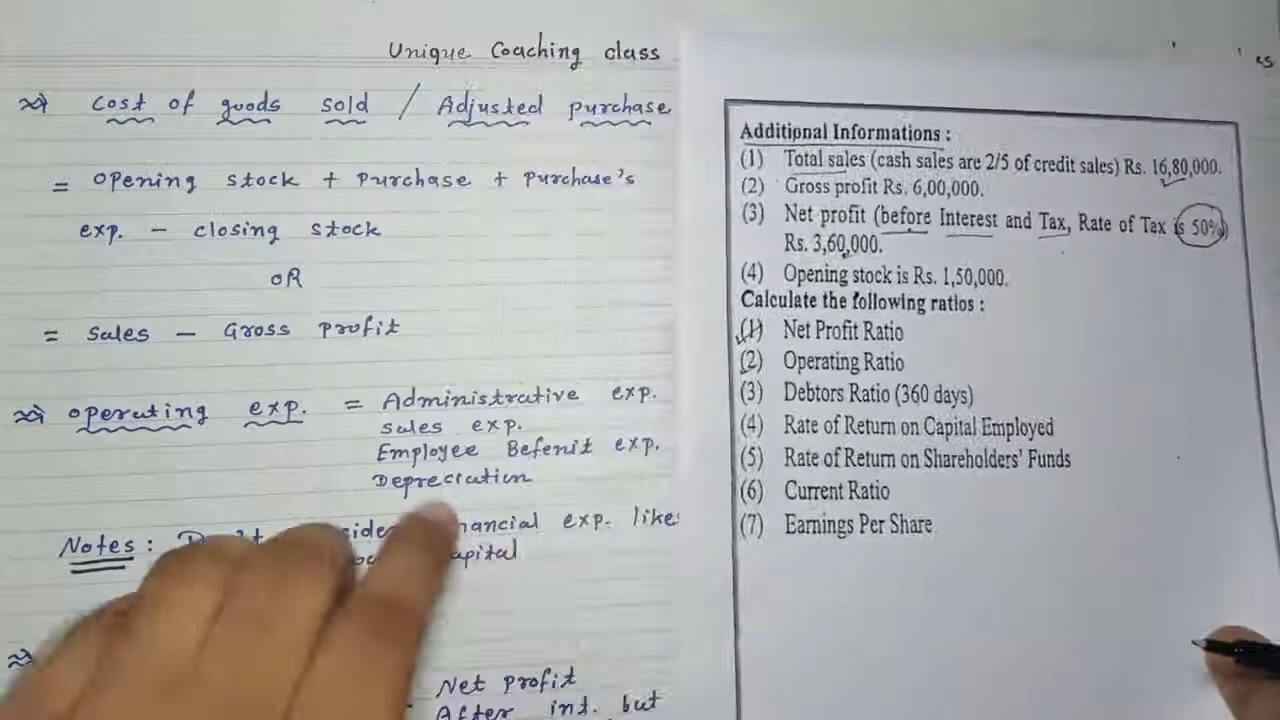 Unique Coaching class
Cost of goods sold / Adjusted purchase
= opening stock + purchase + purchase's
exp. - closing stock
OR
= sales - Gross profit
operating exp. = Administrative exp.
sales exp.
Employee Befenit exp.
Depreciation
Notes: exp. like
Net profit
After int. but
Additional Informations :
(1) Total sales (cash sales are 2/5 of credit sales) Rs. 16,80,000.
(2) Gross profit Rs. 6,00,000.
(3) Net profit (before Interest and Tax, Rate of Tax is 50%)
Rs. 3,60,000.
(4) Opening stock is Rs. 1,50,000.
Calculate the following ratios :
(1) Net Profit Ratio
(2) Operating Ratio
(3) Debtors Ratio (360 days)
(4) Rate of Return on Capital Employed
(5) Rate of Return on Shareholders' Funds
(6) Current Ratio
(7) Earnings Per Share